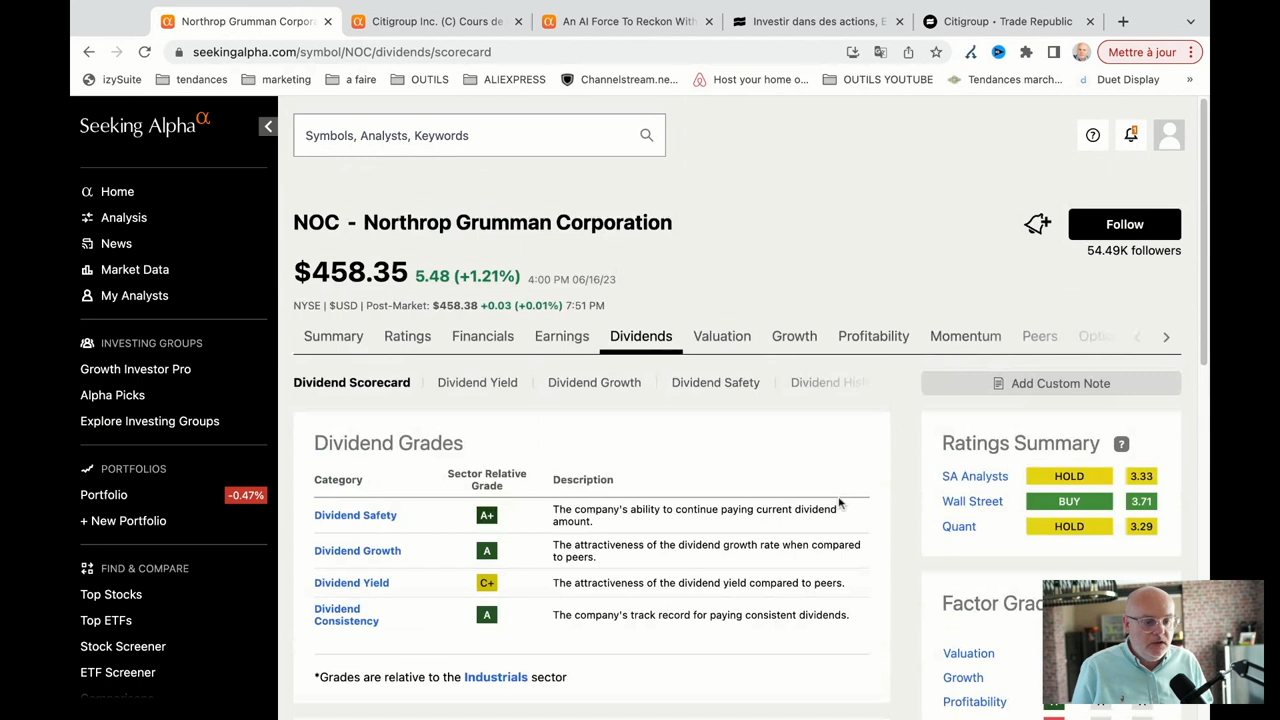 Northrop Grumman Corpora
Citigroup Inc. (C) Cours de
An AI Force To Reckon With
Investir dans des actions, E
Citigroup • Trade Republic
seekingalpha.com/symbol/NOC/dividends/scorecard
Mettre à jour
izySuite
tendances
marketing
a faire
OUTILS
ALIEXPRESS
Channelstream.ne...
Host your home o...
OUTILS YOUTUBE
Tendances march...
Duet Display
»
Seeking Alpha α
Symbols, Analysts, Keywords
Home
Analysis
News
Market Data
My Analysts
INVESTING GROUPS
Growth Investor Pro
Alpha Picks
Explore Investing Groups
PORTFOLIOS
Portfolio -0.47%
+ New Portfolio
FIND & COMPARE
Top Stocks
Top ETFs
Stock Screener
ETF Screener
Comparisons
NOC - Northrop Grumman Corporation
Follow
54.49K followers
$458.35 5.48 (+1.21%) 4:00 PM 06/16/23
NYSE | $USD | Post-Market: $458.38 +0.03 (+0.01%) 7:51 PM
Summary Ratings Financials Earnings Dividends Valuation Growth Profitability Momentum Peers Optio
Dividend Scorecard Dividend Yield Dividend Growth Dividend Safety Dividend Hist
Add Custom Note
Dividend Grades
Category Sector Relative Grade Description
Dividend Safety A+ The company's ability to continue paying current dividend
amount.
Dividend Growth A The attractiveness of the dividend growth rate when compared
to peers.
Dividend Yield C+ The attractiveness of the dividend yield compared to peers.
Dividend Consistency A The company's track record for paying consistent dividends.
*Grades are relative to the Industrials sector
Ratings Summary ?
SA Analysts HOLD 3.33
Wall Street BUY 3.71
Quant HOLD 3.29
Factor Grad
Valuation
Growth
Profitability